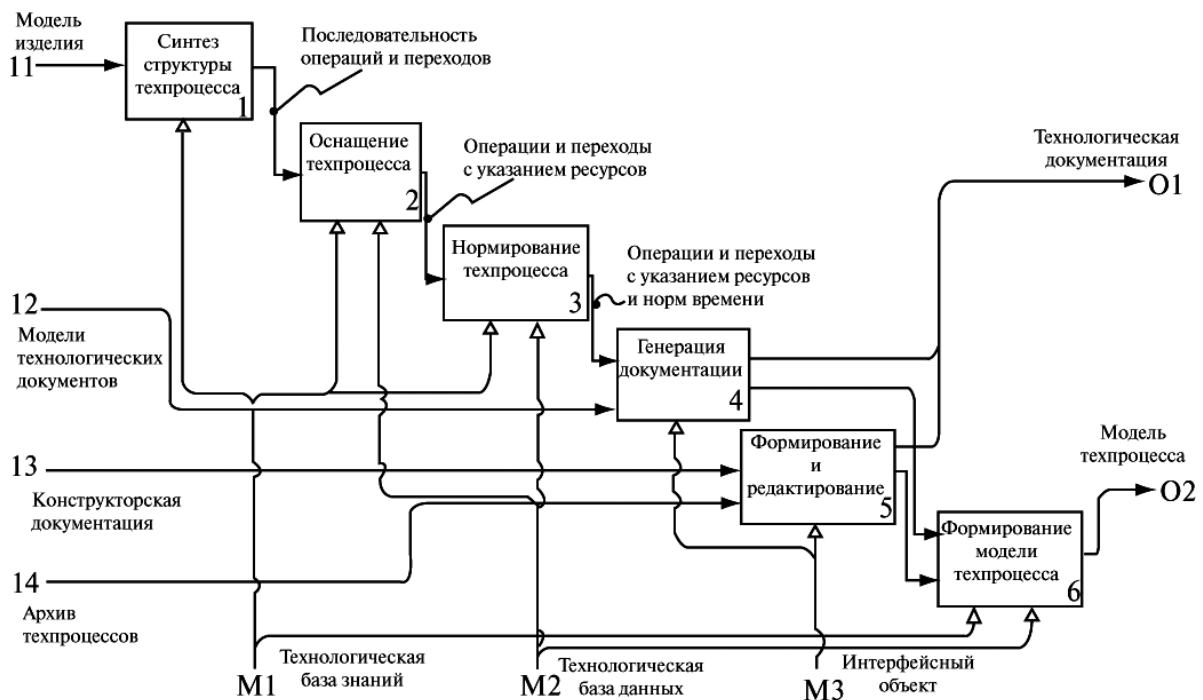 Модель
изделия
11
Синтез
структуры
техпроцесса
1
Последовательность
операций и переходов
Оснащение
техпроцесса
2
Операции и переходы
с указанием ресурсов
Технологическая
документация
O1
Нормирование
техпроцесса
3
Операции и переходы
с указанием ресурсов
и норм времени
12
Модели
технологических
документов
Генерация
документации
4
13
Конструкторская
документация
Формирование
и
редактирование
5
Модель
техпроцесса
O2
14
Архив
техпроцессов
Формирование
модели
техпроцесса
6
M1
Технологическая
база знаний
M2
Технологическая
база данных
M3
Интерфейсный
объект